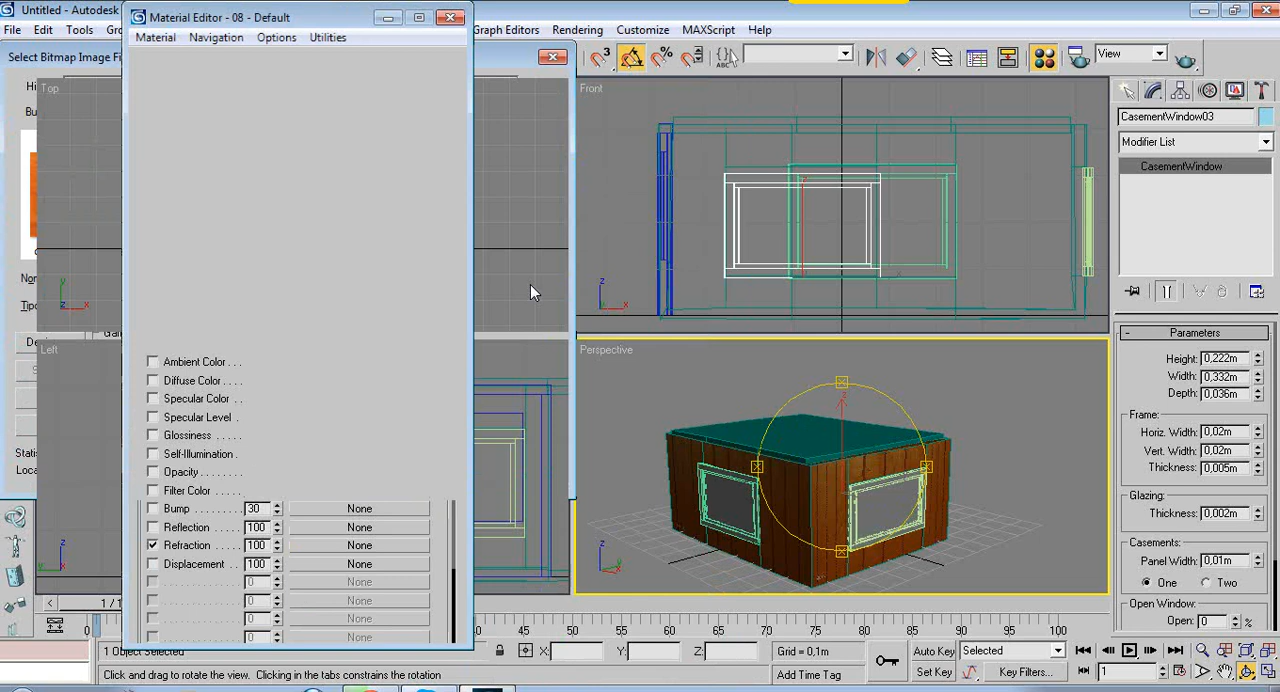 Untitled - Autodesk
Material Editor - 08 - Default
File Edit Tools Gro
Material Navigation Options Utilities
Graph Editors Rendering Customize MAXScript Help
Select Bitmap Image Fi
View
Top
Front
CasementWindow03
Modifier List
CasementWindow
Left
Perspective
Ambient Color . . .
Diffuse Color . . . .
Specular Color . . .
Specular Level .
Glossiness . . . . .
Self-Illumination .
Opacity . . . . . . . .
Filter Color . . . .
Bump . . . . . . . . . 30 None
Reflection . . . . . 100 None
Refraction . . . . . 100 None
Displacement . . 100 None
. . . . . . . . . . . . . . . . 0 None
. . . . . . . . . . . . . . . . 0 None
. . . . . . . . . . . . . . . . 0 None
. . . . . . . . . . . . . . . . 0 None
Parameters
Height: 0,222m
Width: 0,332m
Depth: 0,036m
Frame:
Horiz. Width: 0,02m
Vert. Width: 0,02m
Thickness: 0,005m
Glazing:
Thickness: 0,002m
Casements:
Panel Width: 0,01m
One Two
Open Window:
Open: 0 %
1 / 1
0
50 55 60 65 70 75 80 85 90 95 100
1 Object Selected
X: Y: Z: Grid = 0,1m
Auto Key Selected
Click and drag to rotate the view. Clicking in the tabs constrains the rotation
Add Time Tag
Set Key Key Filters... 1